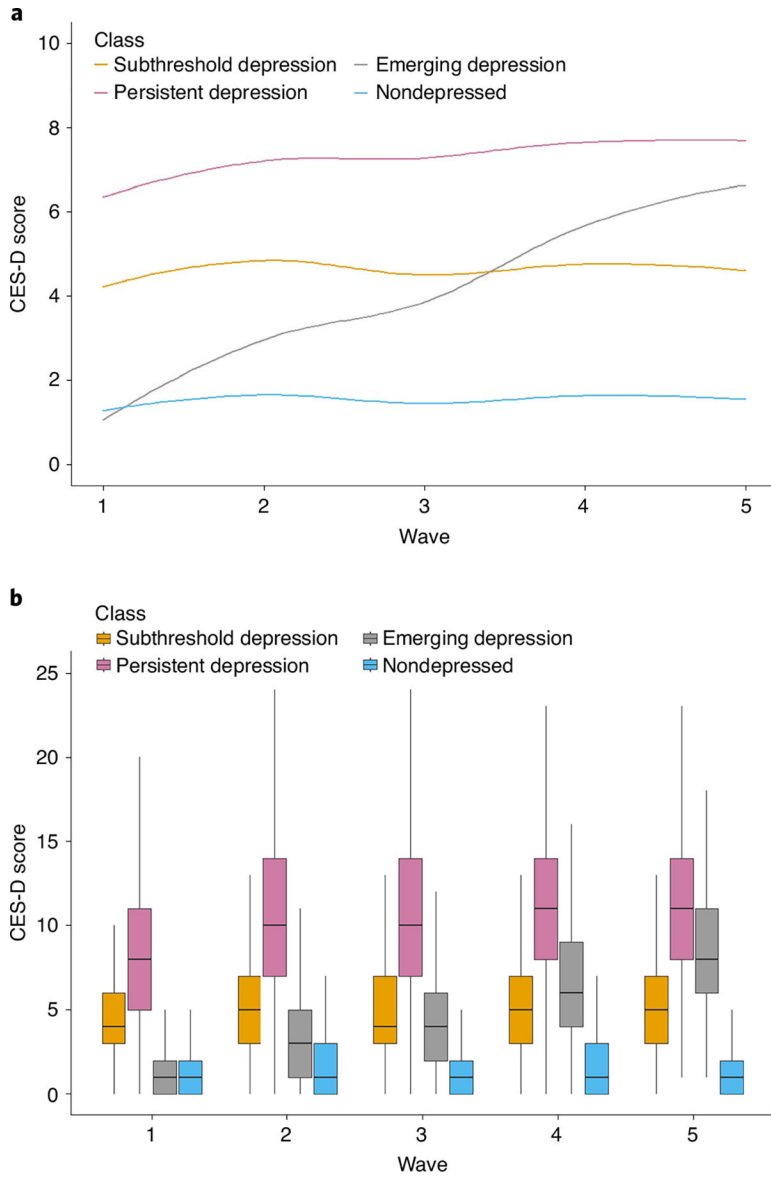 a
Class
Subthreshold depression Emerging depression
Persistent depression Nondepressed
10
8
6
4
2
0
CES-D score
1 2 3 4 5
Wave
b
Class
Subthreshold depression Emerging depression
Persistent depression Nondepressed
25
20
15
10
5
0
CES-D score
1 2 3 4 5
Wave